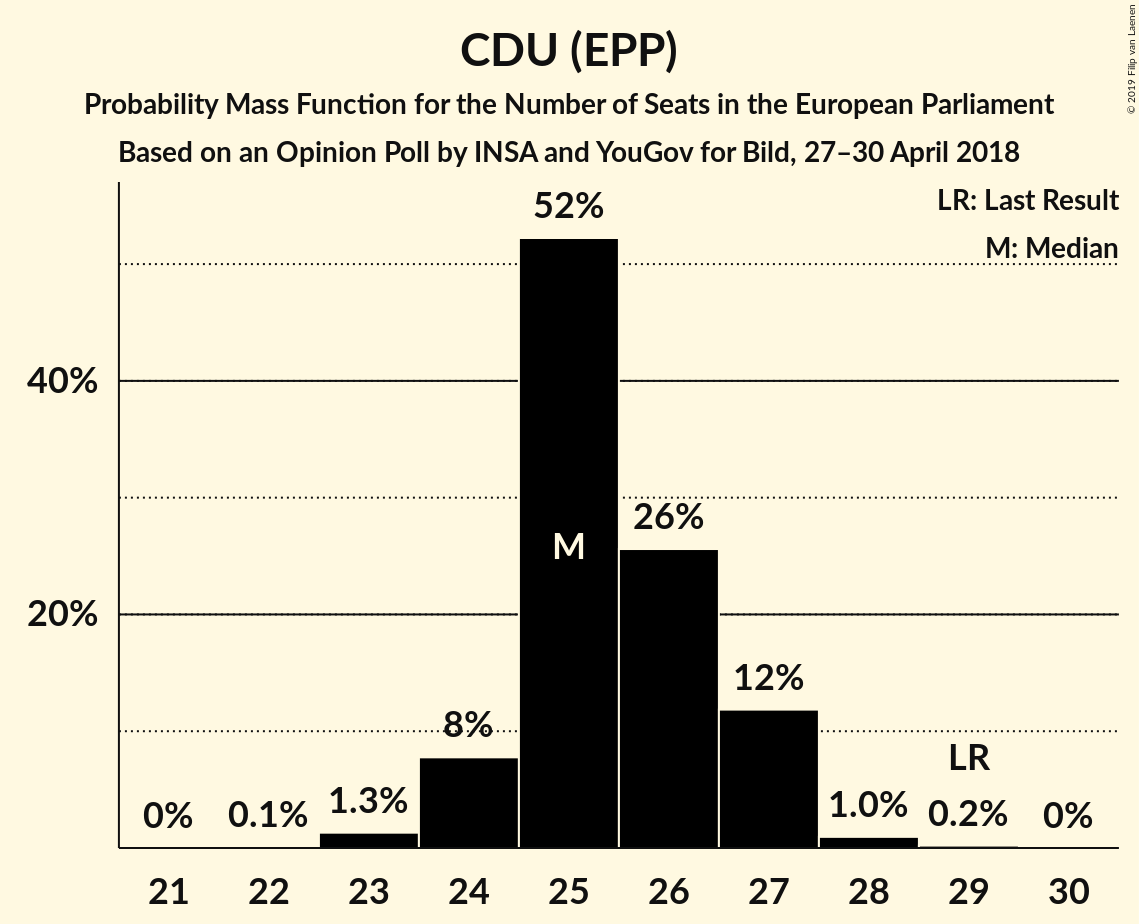 CDU (EPP)
Probability Mass Function for the Number of Seats in the European Parliament
Based on an Opinion Poll by INSA and YouGov for Bild, 27–30 April 2018
© 2019 Filip van Laenen
LR: Last Result
M: Median
52%
40%
26%
M
20%
12%
8%
LR
0% 0.1% 1.3% 1.0% 0.2% 0%
21 22 23 24 25 26 27 28 29 30